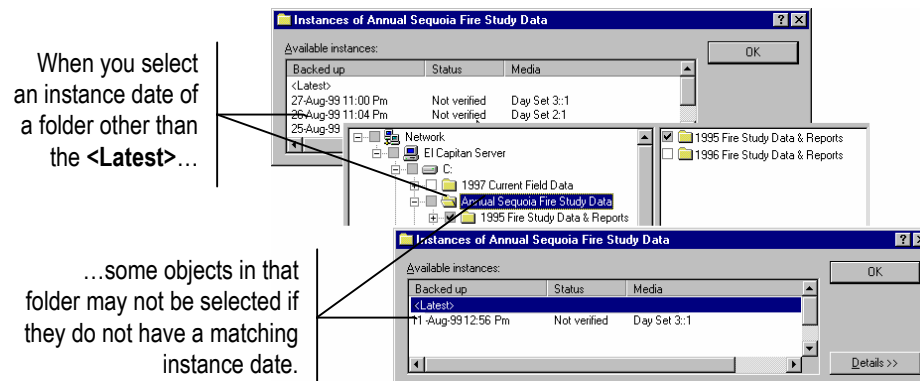 Instances of Annual Sequoia Fire Study Data
Available instances:
OK
Backed up Status Media
<Latest>
27-Aug-99 11:00 Pm Not verified Day Set 3::1
26-Aug-99 11:04 Pm Not verified Day Set 2:1
25-Aug-99
When you select
an instance date of
a folder other than
the <Latest>…
Network
El Capitan Server
C:
1997 Current Field Data
Annual Sequoia Fire Study Data
1995 Fire Study Data & Reports
1995 Fire Study Data & Reports
1996 Fire Study Data & Reports
Instances of Annual Sequoia Fire Study Data
Available instances:
OK
Backed up Status Media
<Latest>
11-Aug-99 12:56 Pm Not verified Day Set 3::1
Details >>
…some objects in that
folder may not be selected if
they do not have a matching
instance date.